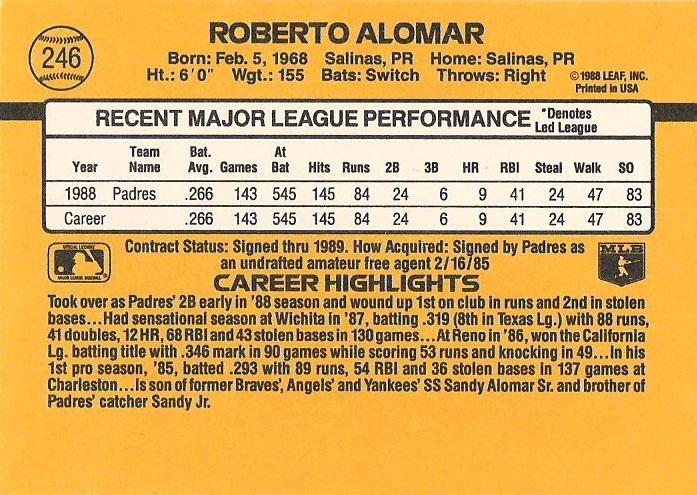 246
ROBERTO ALOMAR
Born: Feb. 5, 1968 Salinas, PR Home: Salinas, PR
Ht.: 6'0" Wgt.: 155 Bats: Switch Throws: Right
©1988 LEAF, INC.
Printed in USA
RECENT MAJOR LEAGUE PERFORMANCE *Denotes Led League
Year Team Name Bat. Avg. Games At Bat Hits Runs 2B 3B HR RBI Steal Walk SO
1988 Padres .266 143 545 145 84 24 6 9 41 24 47 83
Career .266 143 545 145 84 24 6 9 41 24 47 83
Contract Status: Signed thru 1989. How Acquired: Signed by Padres as
an undrafted amateur free agent 2/16/85
MLB
CAREER HIGHLIGHTS
Took over as Padres' 2B early in '88 season and wound up 1st on club in runs and 2nd in stolen
bases...Had sensational season at Wichita in '87, batting .319 (8th in Texas Lg.) with 88 runs,
41 doubles, 12 HR, 68 RBI and 43 stolen bases in 130 games...At Reno in '86, won the California
Lg. batting title with .346 mark in 90 games while scoring 53 runs and knocking in 49...In his
1st pro season, '85, batted .293 with 89 runs, 54 RBI and 36 stolen bases in 137 games at
Charleston...Is son of former Braves', Angels' and Yankees' SS Sandy Alomar Sr. and brother of
Padres' catcher Sandy Jr.